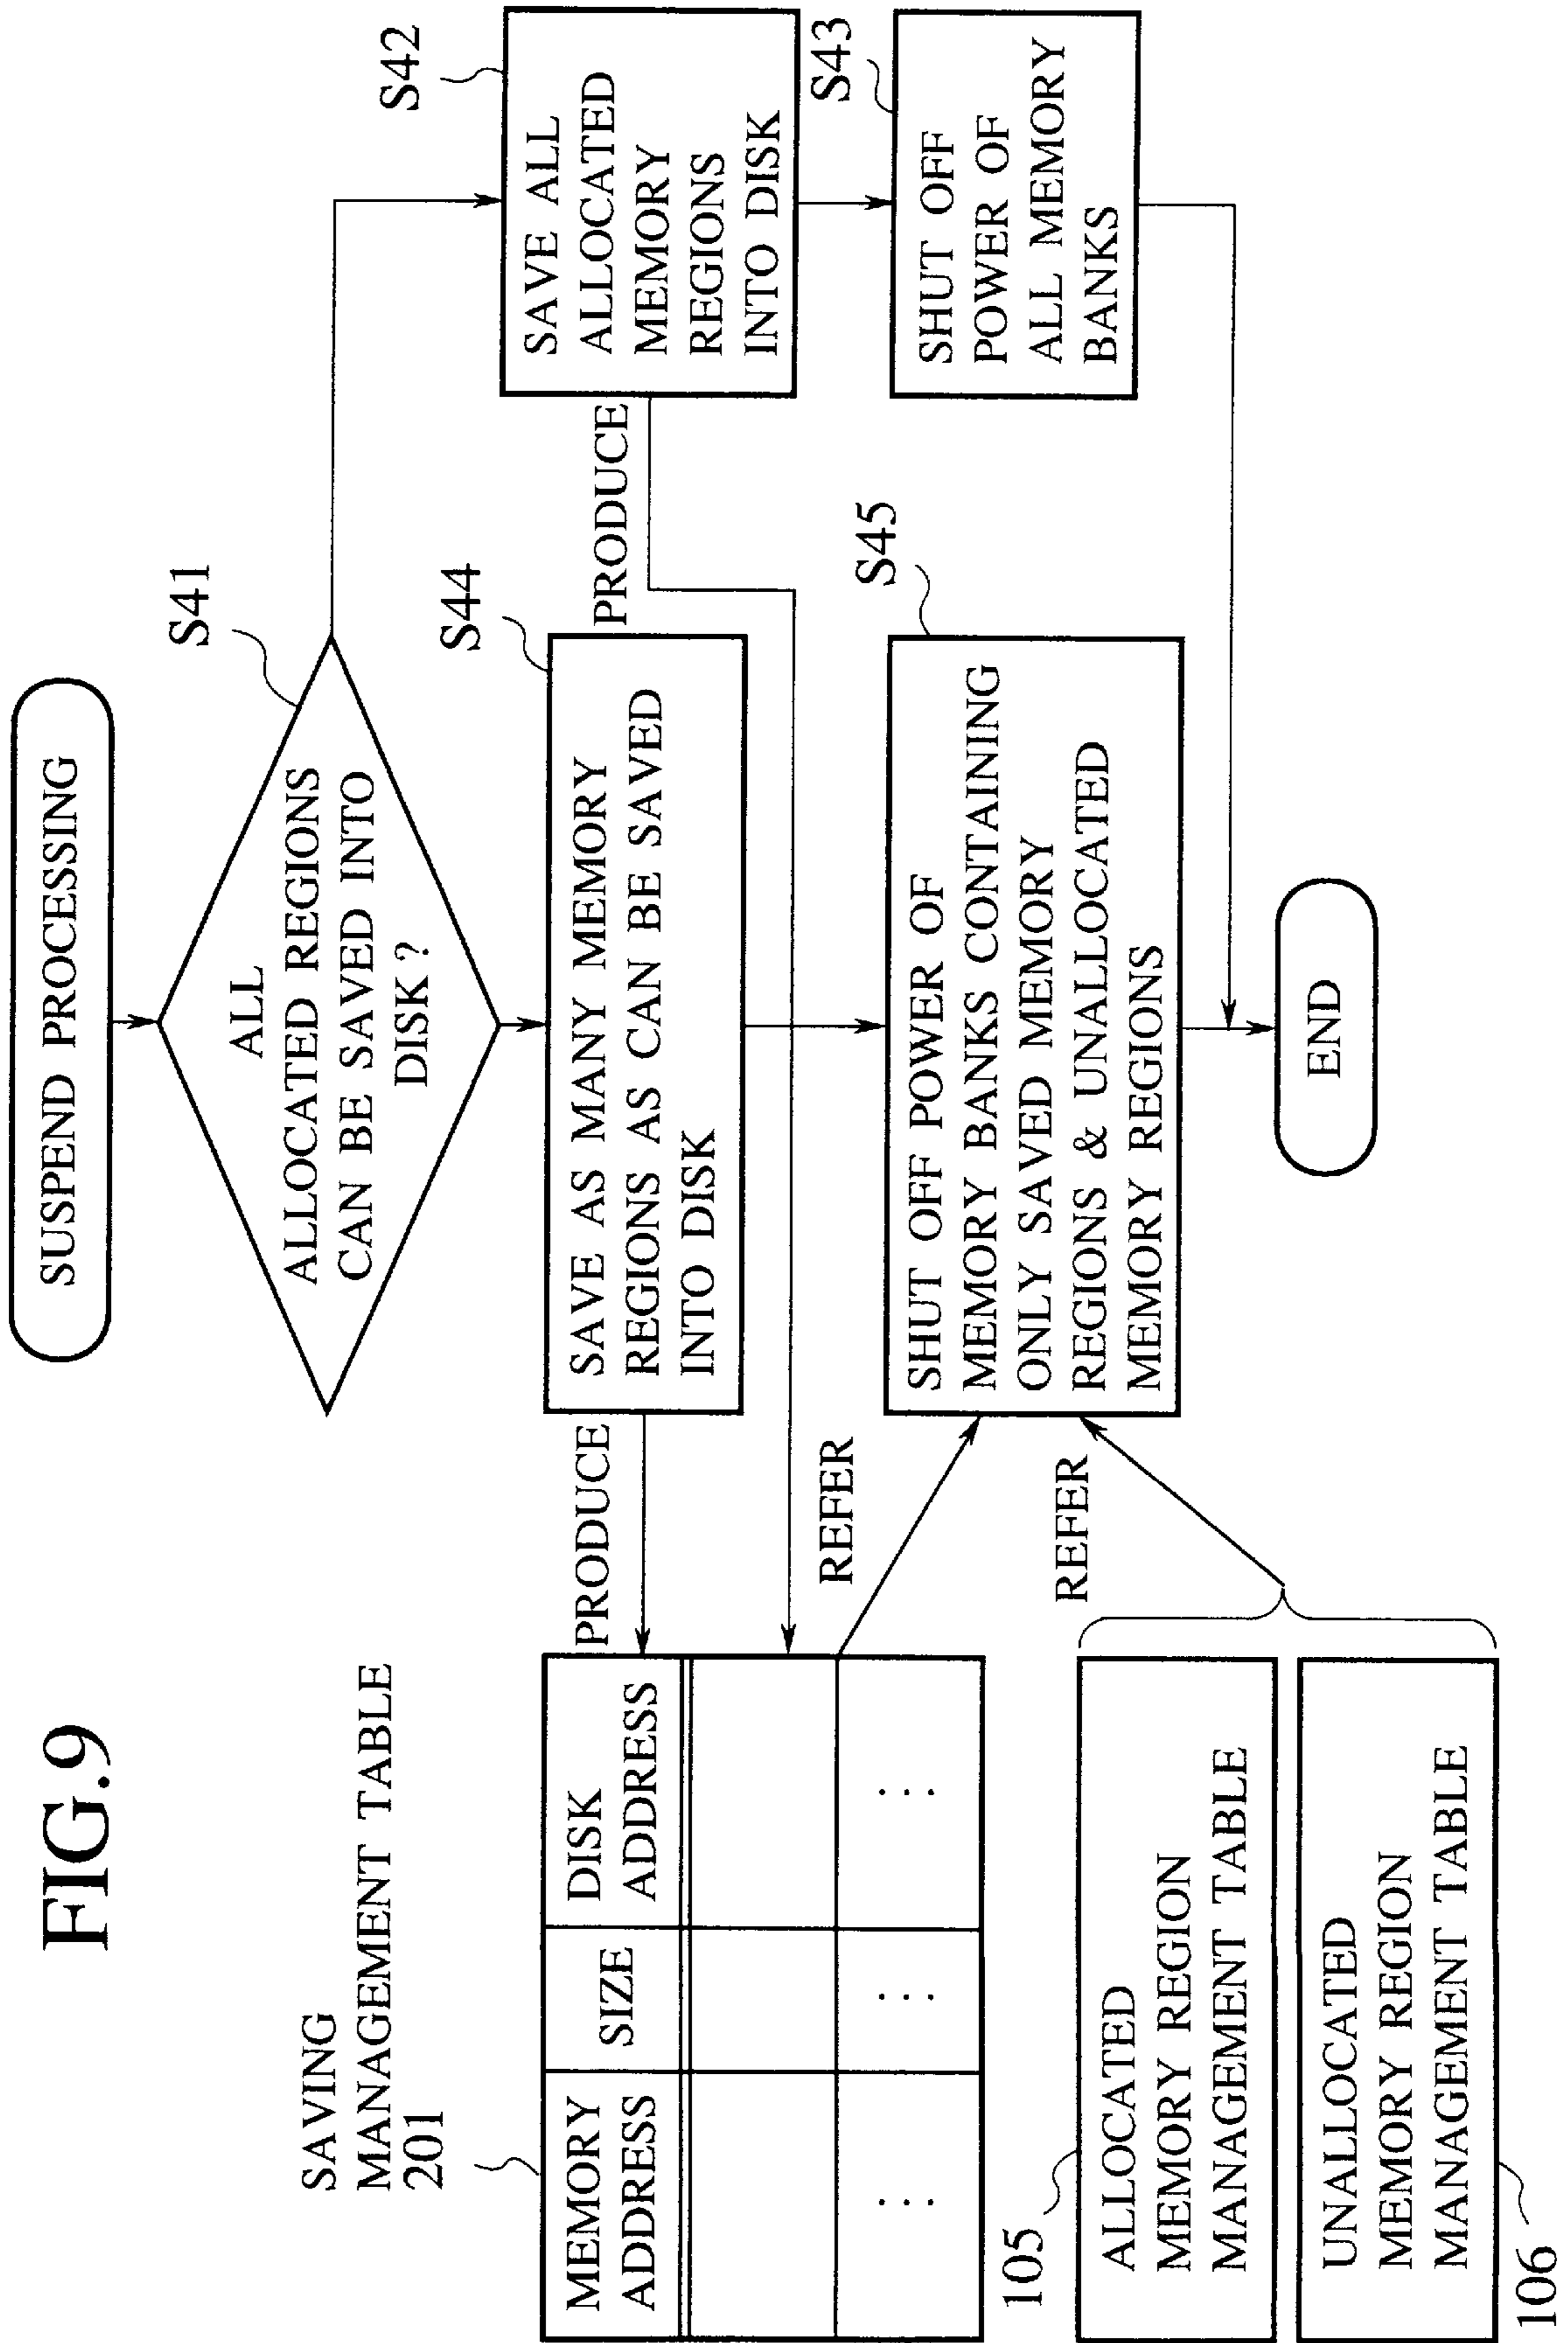 FIG.9
SUSPEND PROCESSING
S41
ALL
ALLOCATED REGIONS
CAN BE SAVED INTO
DISK?
S42
SAVE ALL
ALLOCATED
MEMORY
REGIONS
INTO DISK
S43
SHUT OFF
POWER OF
ALL MEMORY
BANKS
PRODUCE
S44
SAVE AS MANY MEMORY
REGIONS AS CAN BE SAVED
INTO DISK
PRODUCE
S45
SHUT OFF POWER OF
MEMORY BANKS CONTAINING
ONLY SAVED MEMORY
REGIONS & UNALLOCATED
MEMORY REGIONS
END
SAVING
MANAGEMENT TABLE
201
MEMORY
ADDRESS
SIZE
DISK
ADDRESS
...
...
...
REFER
REFER
105
ALLOCATED
MEMORY REGION
MANAGEMENT TABLE
UNALLOCATED
MEMORY REGION
MANAGEMENT TABLE
106